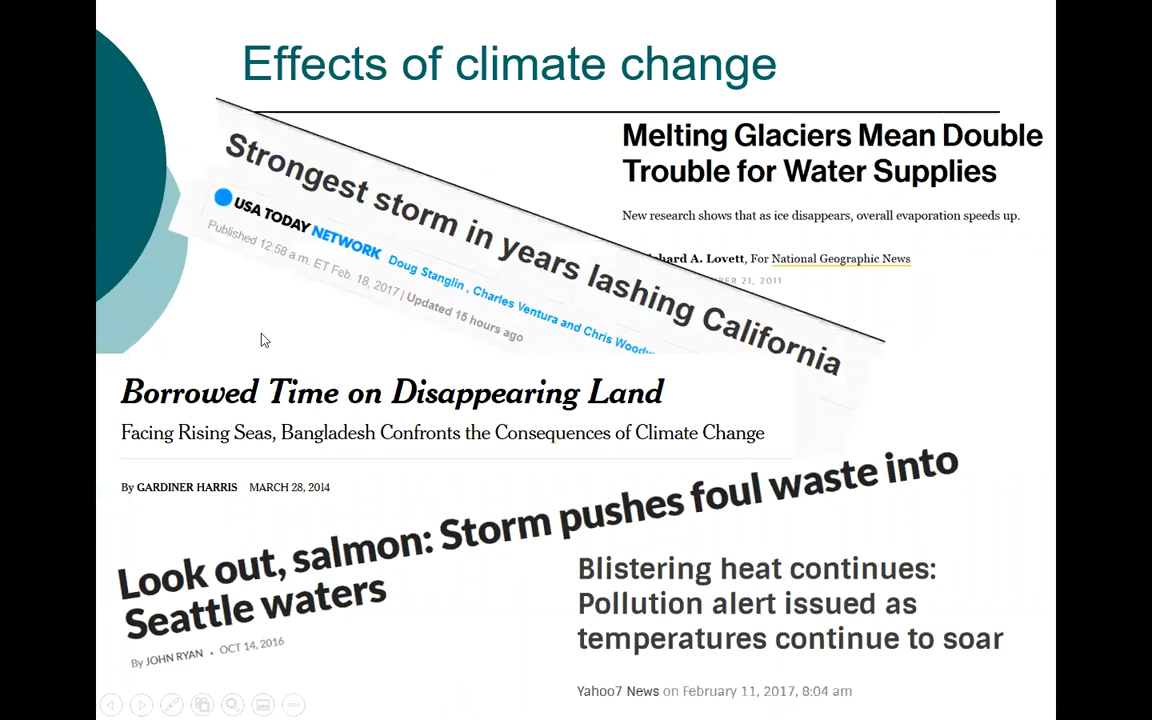 Effects of climate change
Strongest storm in years lashing California
USA TODAY NETWORK Doug Stanglin , Charles Ventura and Chris
Published 12:58 a.m. ET Feb. 18, 2017 | Updated 15 hours ago
Melting Glaciers Mean Double
Trouble for Water Supplies
New research shows that as ice disappears, overall evaporation speeds up.
A. Lovett, For National Geographic News
21, 2011
Borrowed Time on Disappearing Land
Facing Rising Seas, Bangladesh Confronts the Consequences of Climate Change
By GARDINER HARRIS MARCH 28, 2014
Look out, salmon: Storm pushes foul waste into
Seattle waters
By JOHN RYAN • OCT 14, 2016
Blistering heat continues:
Pollution alert issued as
temperatures continue to soar
Yahoo7 News on February 11, 2017, 8:04 am